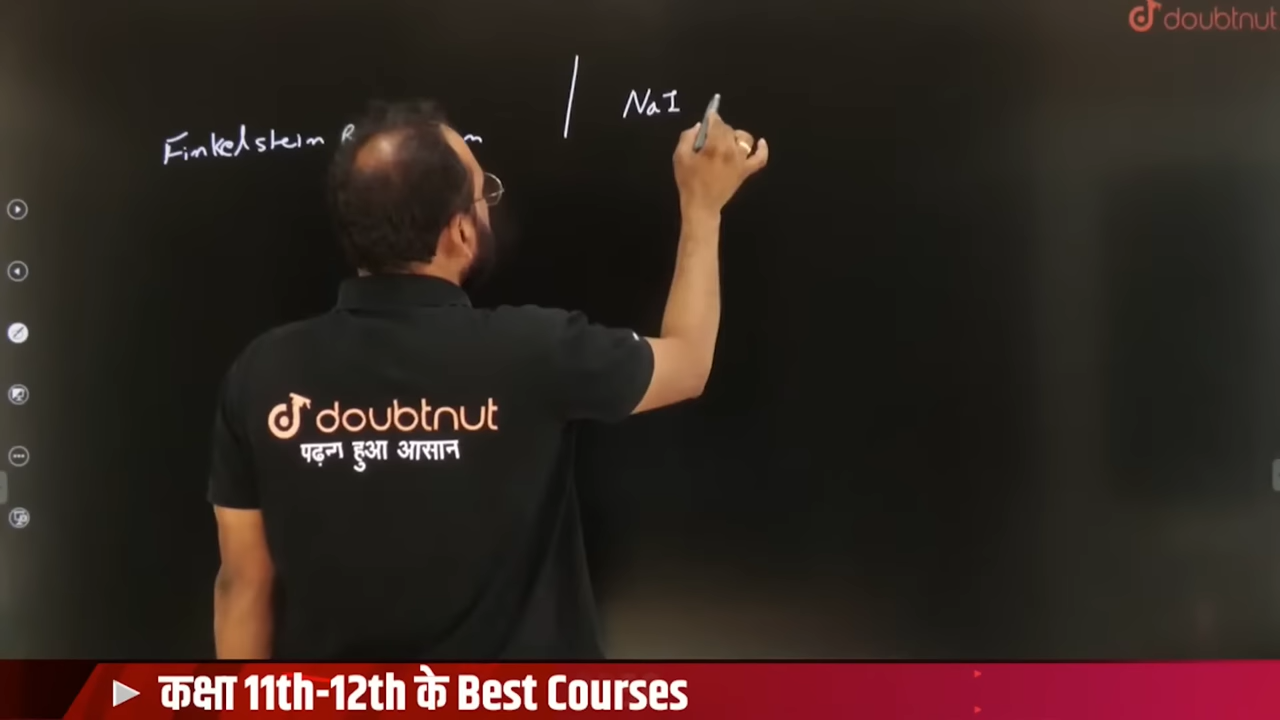 doubtnut
Finkelstein
NaI
doubtnut
पढ़ना हुआ आसान
कक्षा 11th-12th के Best Courses